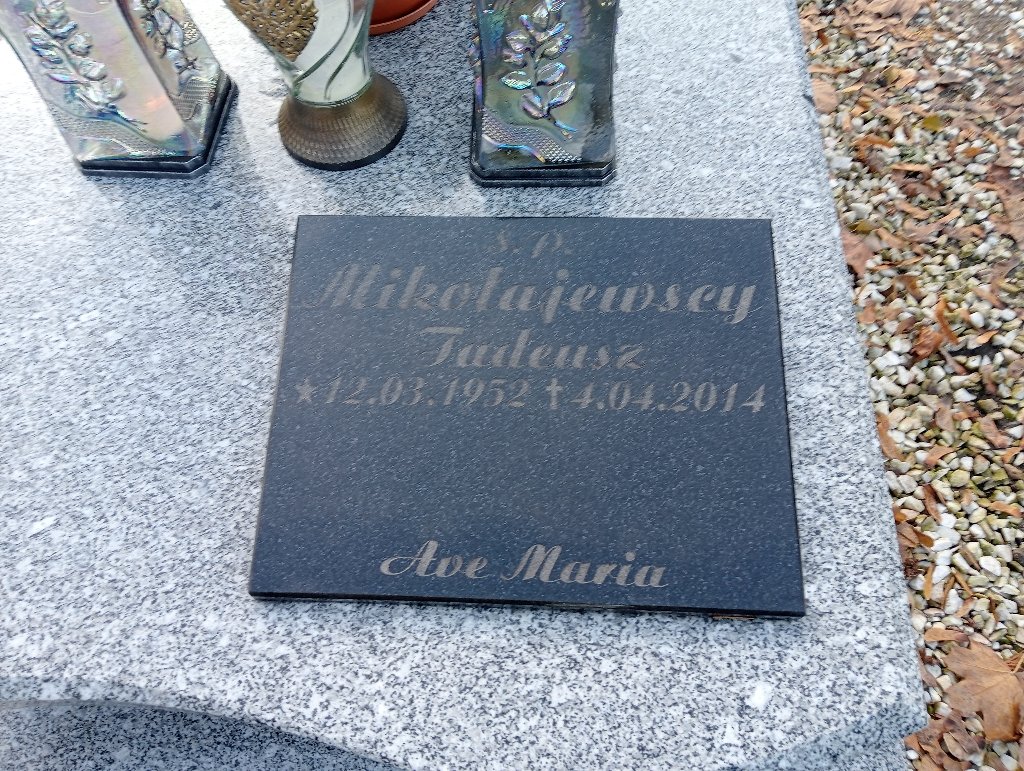 ś. p.
Mikołajewscy
Tadeusz
★12.03.1952 ✝4.04.2014
Ave Maria